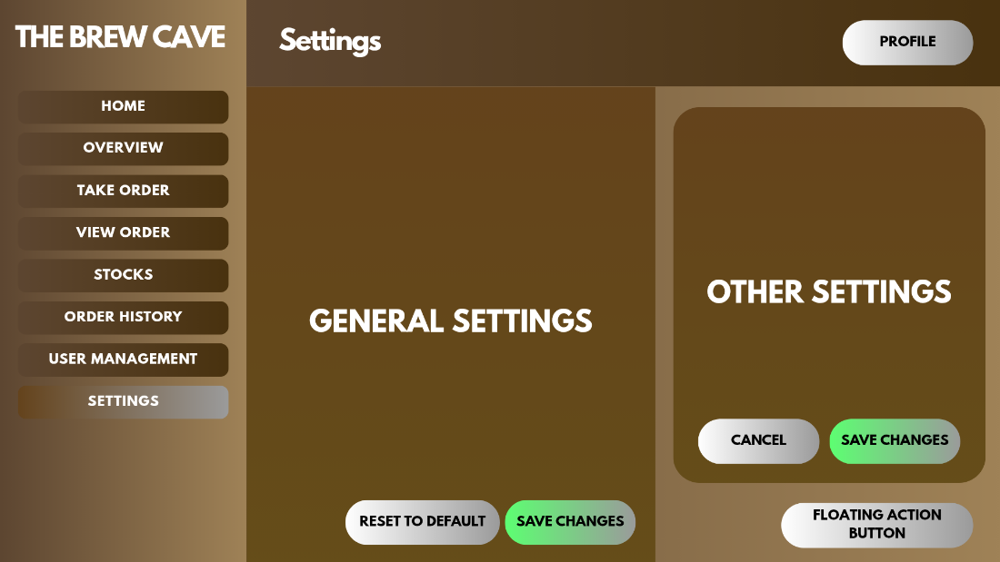 THE BREW CAVE
HOME
OVERVIEW
TAKE ORDER
VIEW ORDER
STOCKS
ORDER HISTORY
USER MANAGEMENT
SETTINGS
Settings
PROFILE
GENERAL SETTINGS
RESET TO DEFAULT
SAVE CHANGES
OTHER SETTINGS
CANCEL
SAVE CHANGES
FLOATING ACTION
BUTTON